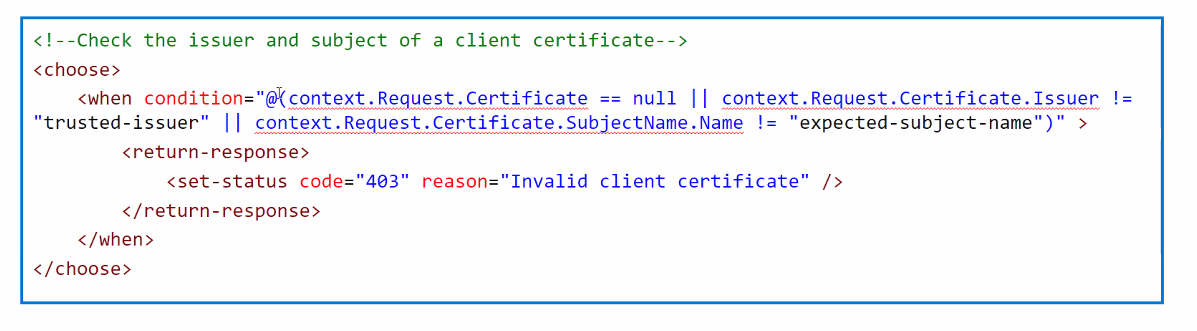 <!--Check the issuer and subject of a client certificate-->
<choose>
    <when condition="@(context.Request.Certificate == null || context.Request.Certificate.Issuer !=
"trusted-issuer" || context.Request.Certificate.SubjectName.Name != "expected-subject-name")" >
        <return-response>
            <set-status code="403" reason="Invalid client certificate" />
        </return-response>
    </when>
</choose>